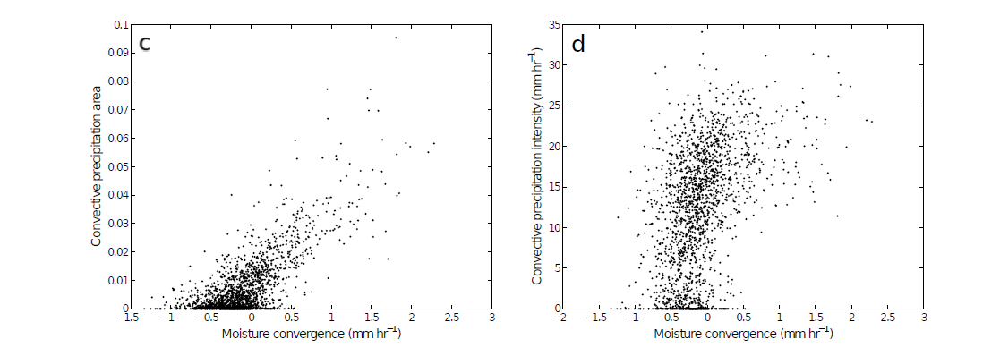 c
Convective precipitation area
0.1
0.09
0.08
0.07
0.06
0.05
0.04
0.03
0.02
0.01
0
−1.5 −1 −0.5 0 0.5 1 1.5 2 2.5 3
Moisture convergence (mm hr−1)
d
Convective precipitation intensity (mm hr−1)
35
30
25
20
15
10
5
0
−2 −1.5 −1 −0.5 0 0.5 1 1.5 2 2.5 3
Moisture convergence (mm hr−1)